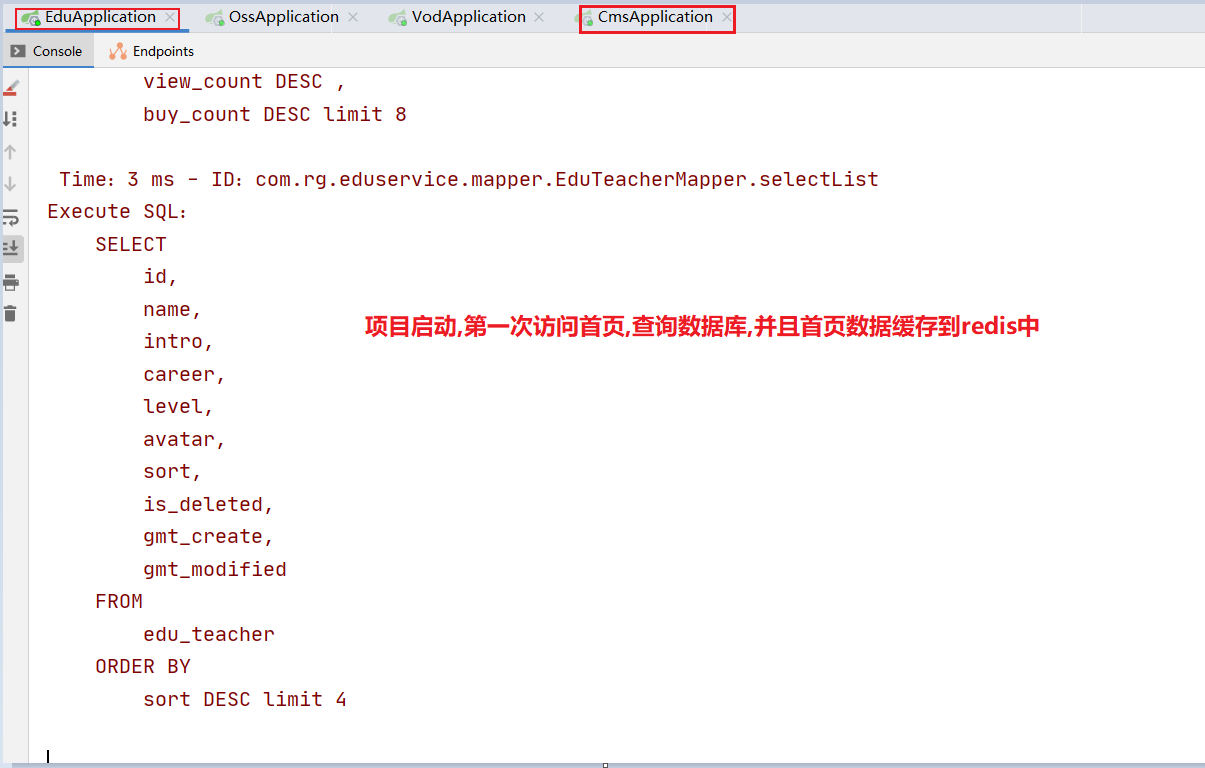 EduApplication OssApplication VodApplication CmsApplication
Console Endpoints
view_count DESC ,
buy_count DESC limit 8
Time：3 ms - ID：com.rg.eduservice.mapper.EduTeacherMapper.selectList
Execute SQL：
SELECT
id,
name,
项目启动,第一次访问首页,查询数据库,并且首页数据缓存到redis中
intro,
career,
level,
avatar,
sort,
is_deleted,
gmt_create,
gmt_modified
FROM
edu_teacher
ORDER BY
sort DESC limit 4